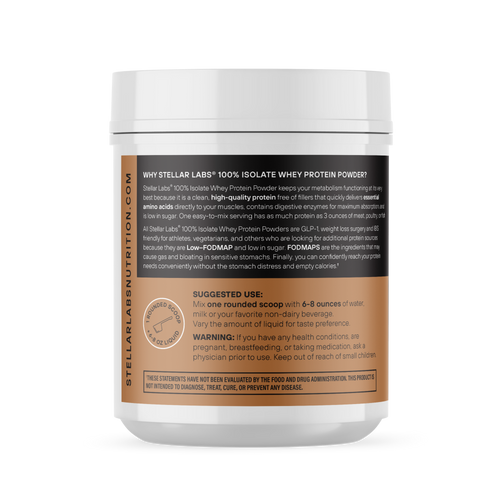 WHY STELLAR LABS® 100% ISOLATE WHEY PROTEIN POWDER?
Stellar Labs® 100% Isolate Whey Protein Powder keeps your metabolism functioning at its very
best because it is a clean, high-quality protein free of fillers that quickly delivers essential
amino acids directly to your muscles, contains digestive enzymes for maximum absorption and
is low in sugar. One easy-to-mix serving has as much protein as 3 ounces of meat, poultry, or fish
All Stellar Labs® 100% Isolate Whey Protein Powders are GLP-1, weight loss surgery and IBS
friendly for athletes, vegetarians, and others who are looking for additional protein sources
because they are Low-FODMAP and low in sugar. FODMAPS are the ingredients that may
cause gas and bloating in sensitive stomachs. Finally, you can confidently reach your protein
needs conveniently without the stomach distress and empty calories.
SUGGESTED USE:
Mix one rounded scoop with 6-8 ounces of water,
milk or your favorite non-dairy beverage.
Vary the amount of liquid for taste preference.
WARNING: If you have any health conditions, are
pregnant, breastfeeding, or taking medication, ask a
physician prior to use. Keep out of reach of small children.
THESE STATEMENTS HAVE NOT BEEN EVALUATED BY THE FOOD AND DRUG ADMINISTRATION. THIS PRODUCT IS
NOT INTENDED TO DIAGNOSE, TREAT, CURE, OR PREVENT ANY DISEASE.
1 ROUNDED SCOOP
6-8 OZ LIQUID
STELLARLABSNUTRITION.COM